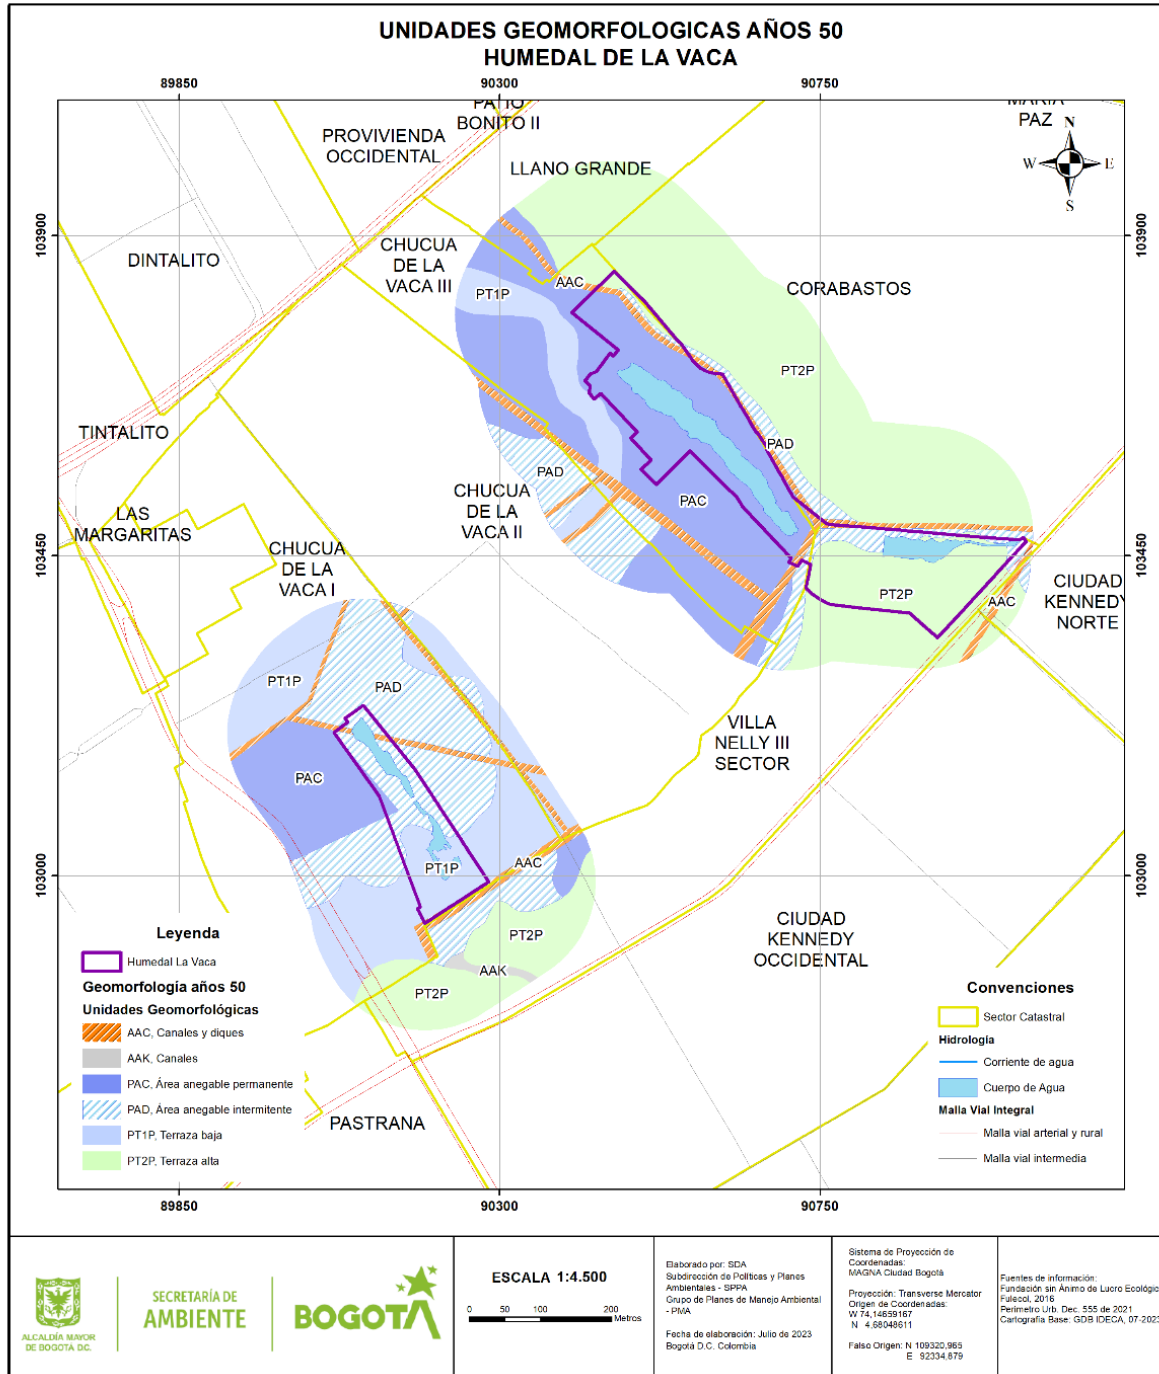 UNIDADES GEOMORFOLOGICAS AÑOS 50
HUMEDAL DE LA VACA
89850
90300
90750
PATIO
BONITO II
MARIA
PAZ
N
W
E
S
PROVIVIENDA
OCCIDENTAL
LLANO GRANDE
103900
103900
DINTALITO
CHUCUA
DE LA
VACA III
AAC
PT1P
CORABASTOS
PT2P
TINTALITO
PAD
PAD
LAS
MARGARITAS
CHUCUA
DE LA
VACA II
PAC
CHUCUA
DE LA
VACA I
103450
103450
PT2P
AAC
CIUDAD
KENNEDY
NORTE
PT1P
PAD
VILLA
NELLY III
SECTOR
PAC
PT1P
AAC
103000
103000
PT2P
CIUDAD
KENNEDY
OCCIDENTAL
AAK
PT2P
PASTRANA
Leyenda
Humedal La Vaca
Geomorfología años 50
Unidades Geomorfológicas
AAC, Canales y diques
AAK, Canales
PAC, Área anegable permanente
PAD, Área anegable intermitente
PT1P, Terraza baja
PT2P, Terraza alta
Convenciones
Sector Catastral
Hidrología
Corriente de agua
Cuerpo de Agua
Malla Vial Integral
Malla vial arterial y rural
Malla vial intermedia
89850
90300
90750
ALCALDÍA MAYOR
DE BOGOTÁ D.C.
SECRETARÍA DE
AMBIENTE
BOGOTÁ
ESCALA 1:4.500
0 50 100 200
Metros
Elaborado por: SDA
Subdirección de Políticas y Planes
Ambientales - SPPA
Grupo de Planes de Manejo Ambiental
- PMA
Fecha de elaboración: Julio de 2023
Bogotá D.C. Colombia
Sistema de Proyección de
Coordenadas:
MAGNA Ciudad Bogotá
Proyección: Transverse Mercator
Origen de Coordenadas:
W 74,14659167
N 4,68048611
Falso Origen: N 109320,965
E 92334,879
Fuentes de información:
Fundación sin Ánimo de Lucro Ecológic
Fulecol, 2016
Perímetro Urb. Dec. 555 de 2021
Cartografía Base: GDB IDECA, 07-2023